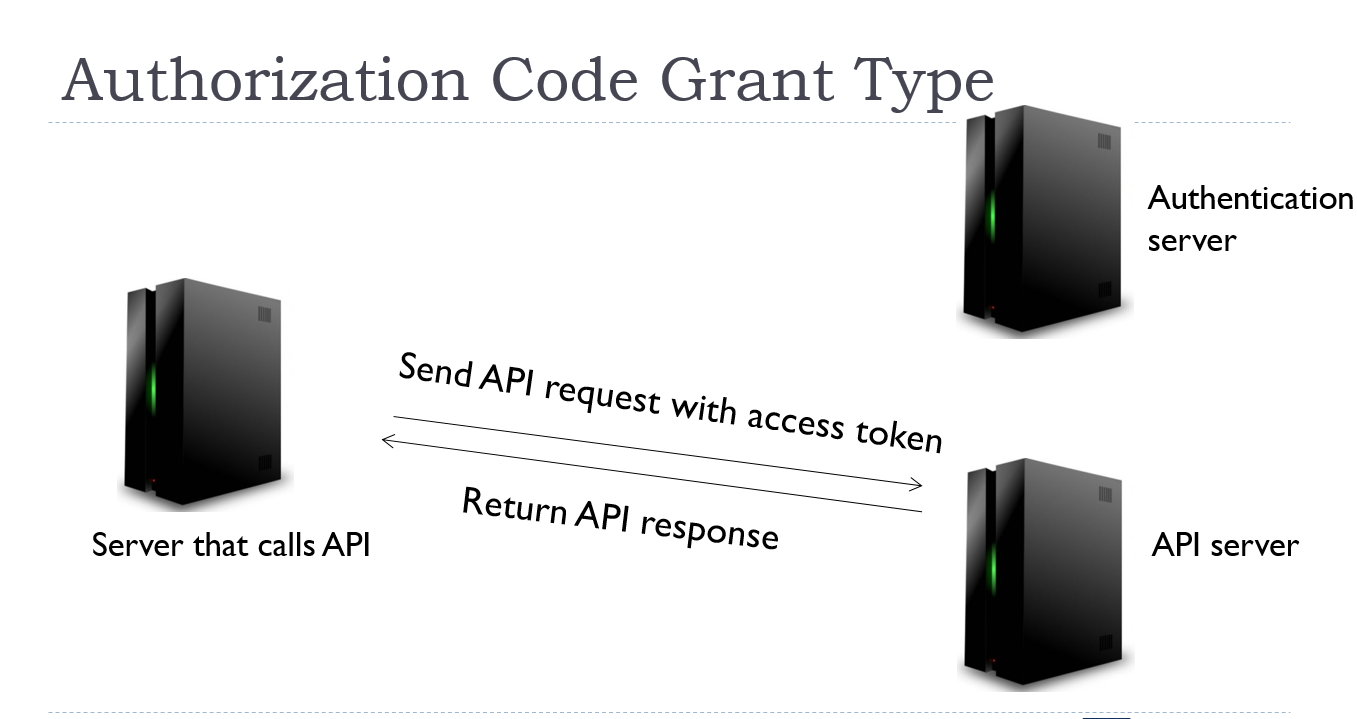 Authorization Code Grant Type
Authentication
server
Send API request with access token
Return API response
Server that calls API
API server